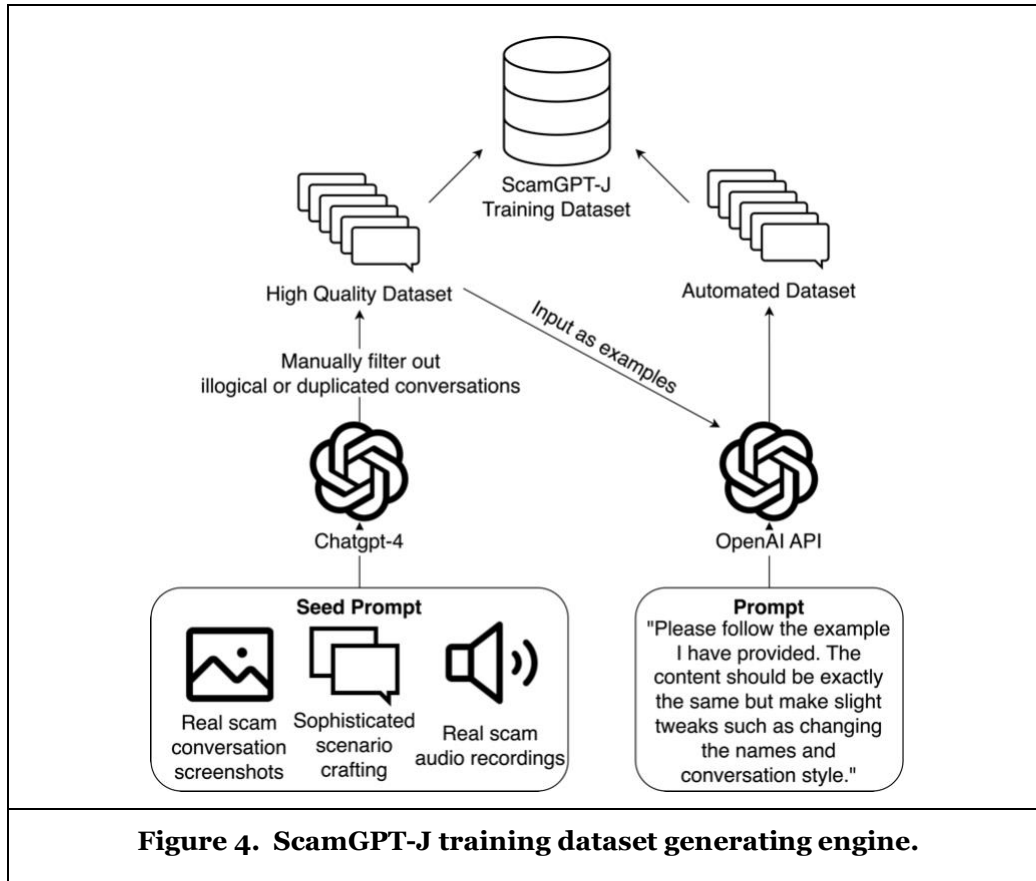 ScamGPT-J
Training Dataset
High Quality Dataset
Automated Dataset
Input as examples
Manually filter out
illogical or duplicated conversations
Chatgpt-4
OpenAI API
Seed Prompt
Real scam
conversation
screenshots
Sophisticated
scenario
crafting
Real scam
audio recordings
Prompt
"Please follow the example
I have provided. The
content should be exactly
the same but make slight
tweaks such as changing
the names and
conversation style."
Figure 4. ScamGPT-J training dataset generating engine.